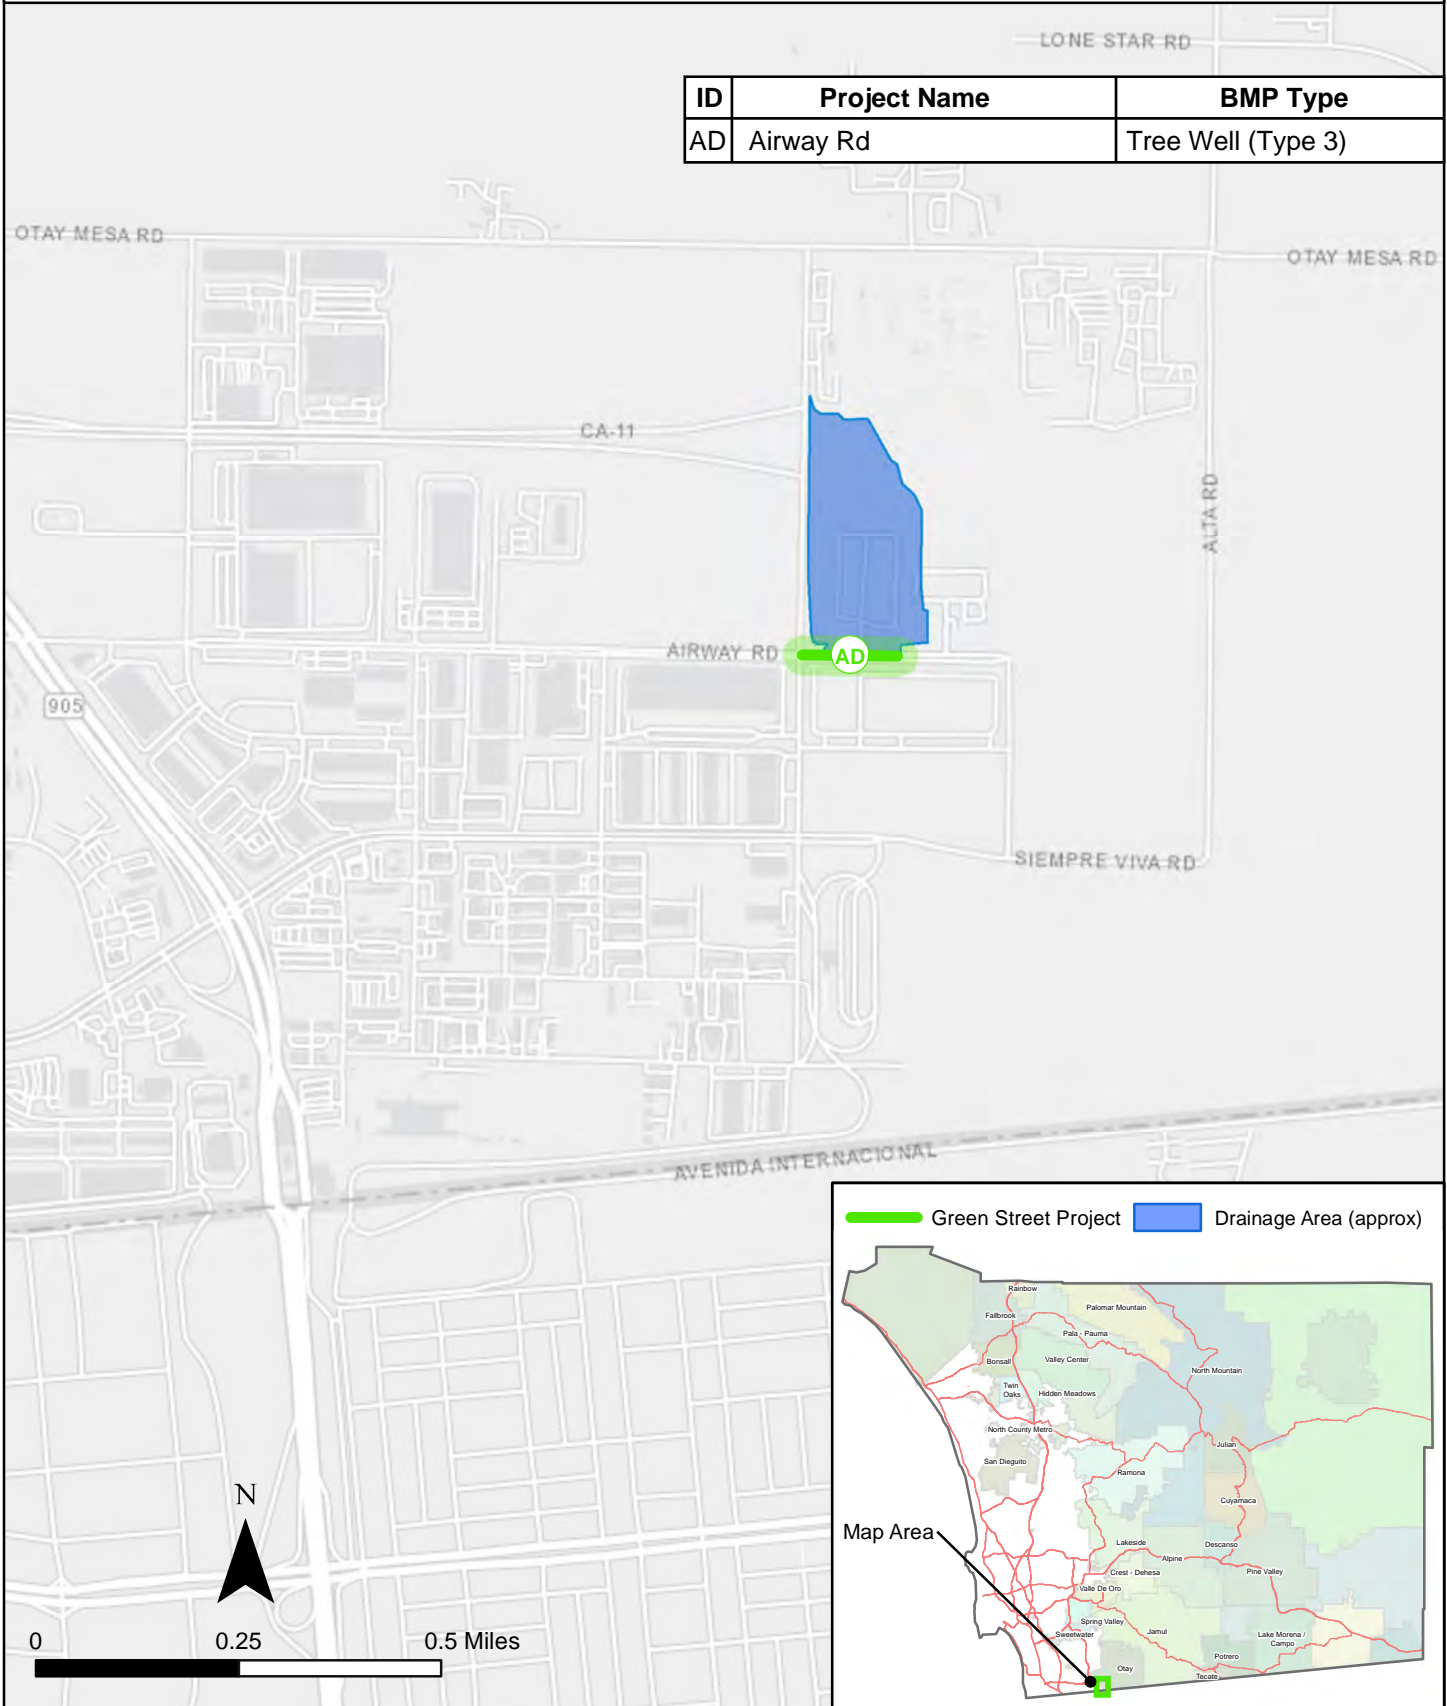 LONE STAR RD
ID Project Name BMP Type
AD Airway Rd Tree Well (Type 3)
OTAY MESA RD
OTAY MESA RD
CA-11
ALTA RD
AIRWAY RD
AD
905
SIEMPRE VIVA RD
AVENIDA INTERNACIONAL
Green Street Project Drainage Area (approx)
Rainbow
Palomar Mountain
Fallbrook
Pala - Pauma
Bonsall
Valley Center
North Mountain
Twin
Oaks
Hidden Meadows
North County Metro
Julian
San Dieguito
Ramona
Cuyamaca
Map Area
Lakeside
Descanso
Alpine
Crest - Dehesa
Pine Valley
Valle De Oro
Spring Valley
Jamul
Sweetwater
Lake Morena /
Campo
Potrero
Otay
Tecate
N
0 0.25 0.5 Miles